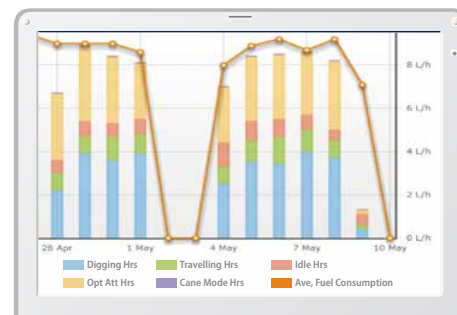 8 L/h
6 L/h
4 L/h
2 L/h
0 L/h
28 Apr 1 May 4 May 7 May 10 May
Digging Hrs Travelling Hrs Idle Hrs
Opt Att Hrs Cane Mode Hrs Ave, Fuel Consumption